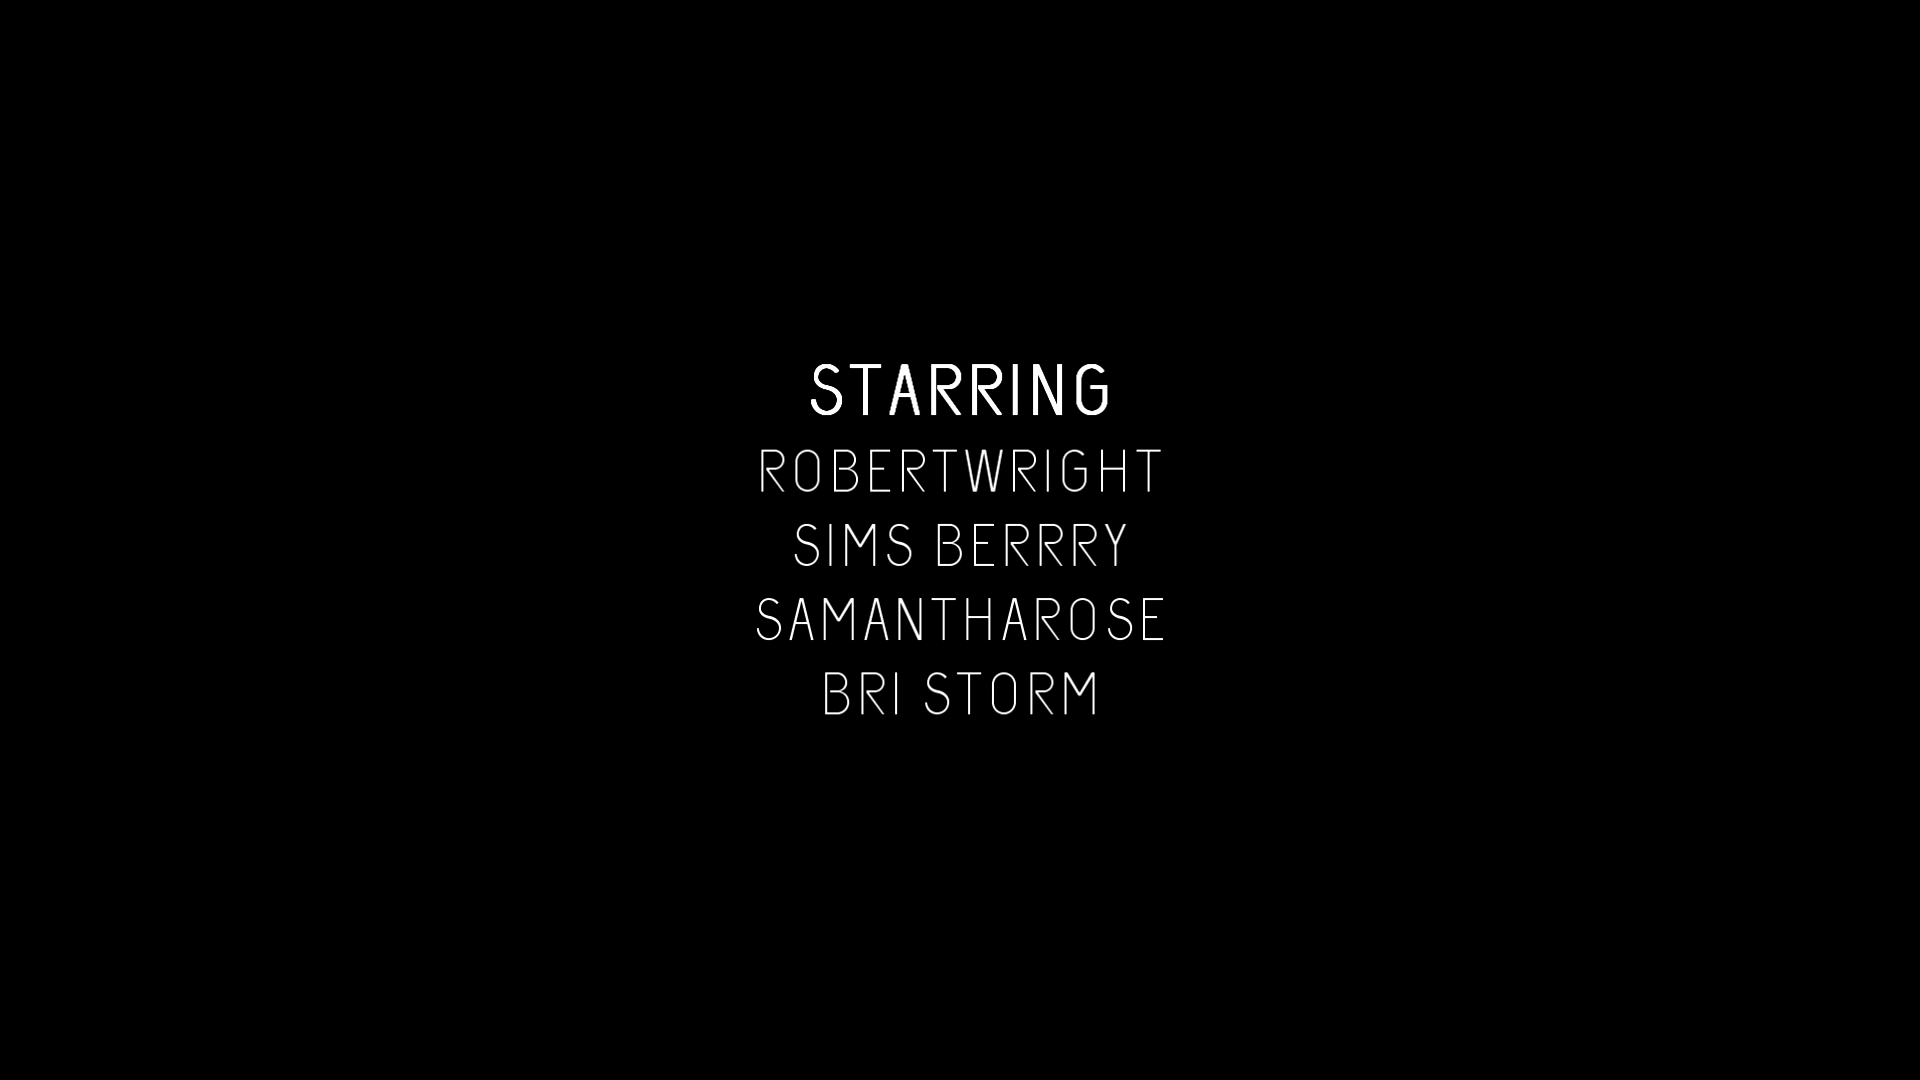 STARRING
ROBERTWRIGHT
SIMS BERRRY
SAMANTHAROSE
BRI STORM